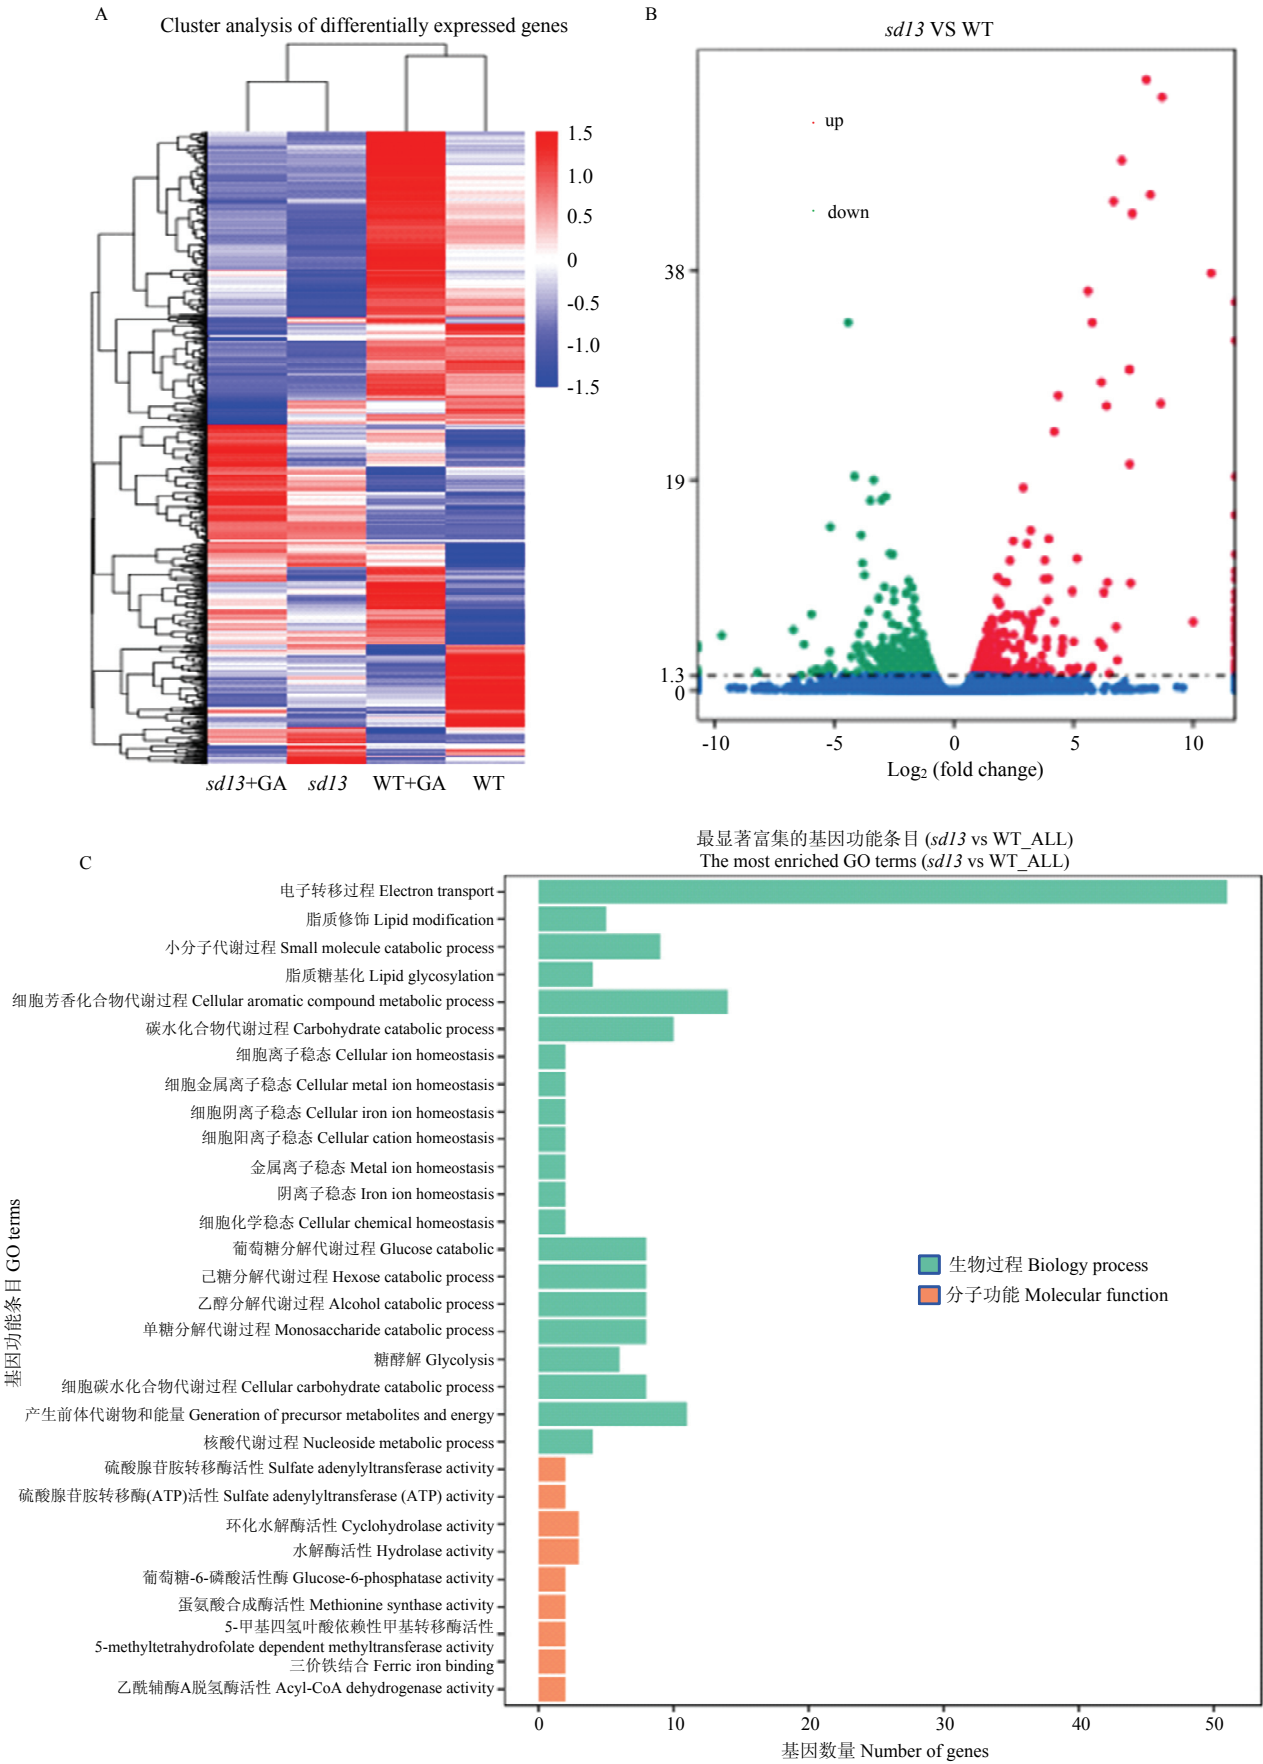 A
Cluster analysis of differentially expressed genes
1.5
1.0
0.5
0
-0.5
-1.0
-1.5
sd13+GA sd13 WT+GA WT
B
sd13 VS WT
up
down
38
19
1.3
0
-10 -5 0 5 10
Log₂ (fold change)
C
最显著富集的基因功能条目 (sd13 vs WT_ALL)
The most enriched GO terms (sd13 vs WT_ALL)
基因功能条目 GO terms
电子转移过程 Electron transport
脂质修饰 Lipid modification
小分子代谢过程 Small molecule catabolic process
脂质糖基化 Lipid glycosylation
细胞芳香化合物代谢过程 Cellular aromatic compound metabolic process
碳水化合物代谢过程 Carbohydrate catabolic process
细胞离子稳态 Cellular ion homeostasis
细胞金属离子稳态 Cellular metal ion homeostasis
细胞阴离子稳态 Cellular iron ion homeostasis
细胞阳离子稳态 Cellular cation homeostasis
金属离子稳态 Metal ion homeostasis
阴离子稳态 Iron ion homeostasis
细胞化学稳态 Cellular chemical homeostasis
葡萄糖分解代谢过程 Glucose catabolic
己糖分解代谢过程 Hexose catabolic process
乙醇分解代谢过程 Alcohol catabolic process
单糖分解代谢过程 Monosaccharide catabolic process
糖酵解 Glycolysis
细胞碳水化合物代谢过程 Cellular carbohydrate catabolic process
产生前体代谢物和能量 Generation of precursor metabolites and energy
核酸代谢过程 Nucleoside metabolic process
硫酸腺苷胺转移酶活性 Sulfate adenylyltransferase activity
硫酸腺苷胺转移酶(ATP)活性 Sulfate adenylyltransferase (ATP) activity
环化水解酶活性 Cyclohydrolase activity
水解酶活性 Hydrolase activity
葡萄糖-6-磷酸活性酶 Glucose-6-phosphatase activity
蛋氨酸合成酶活性 Methionine synthase activity
5-甲基四氢叶酸依赖性甲基转移酶活性
5-methyltetrahydrofolate dependent methyltransferase activity
三价铁结合 Ferric iron binding
乙酰辅酶A脱氢酶活性 Acyl-CoA dehydrogenase activity
生物过程 Biology process
分子功能 Molecular function
0 10 20 30 40 50
基因数量 Number of genes